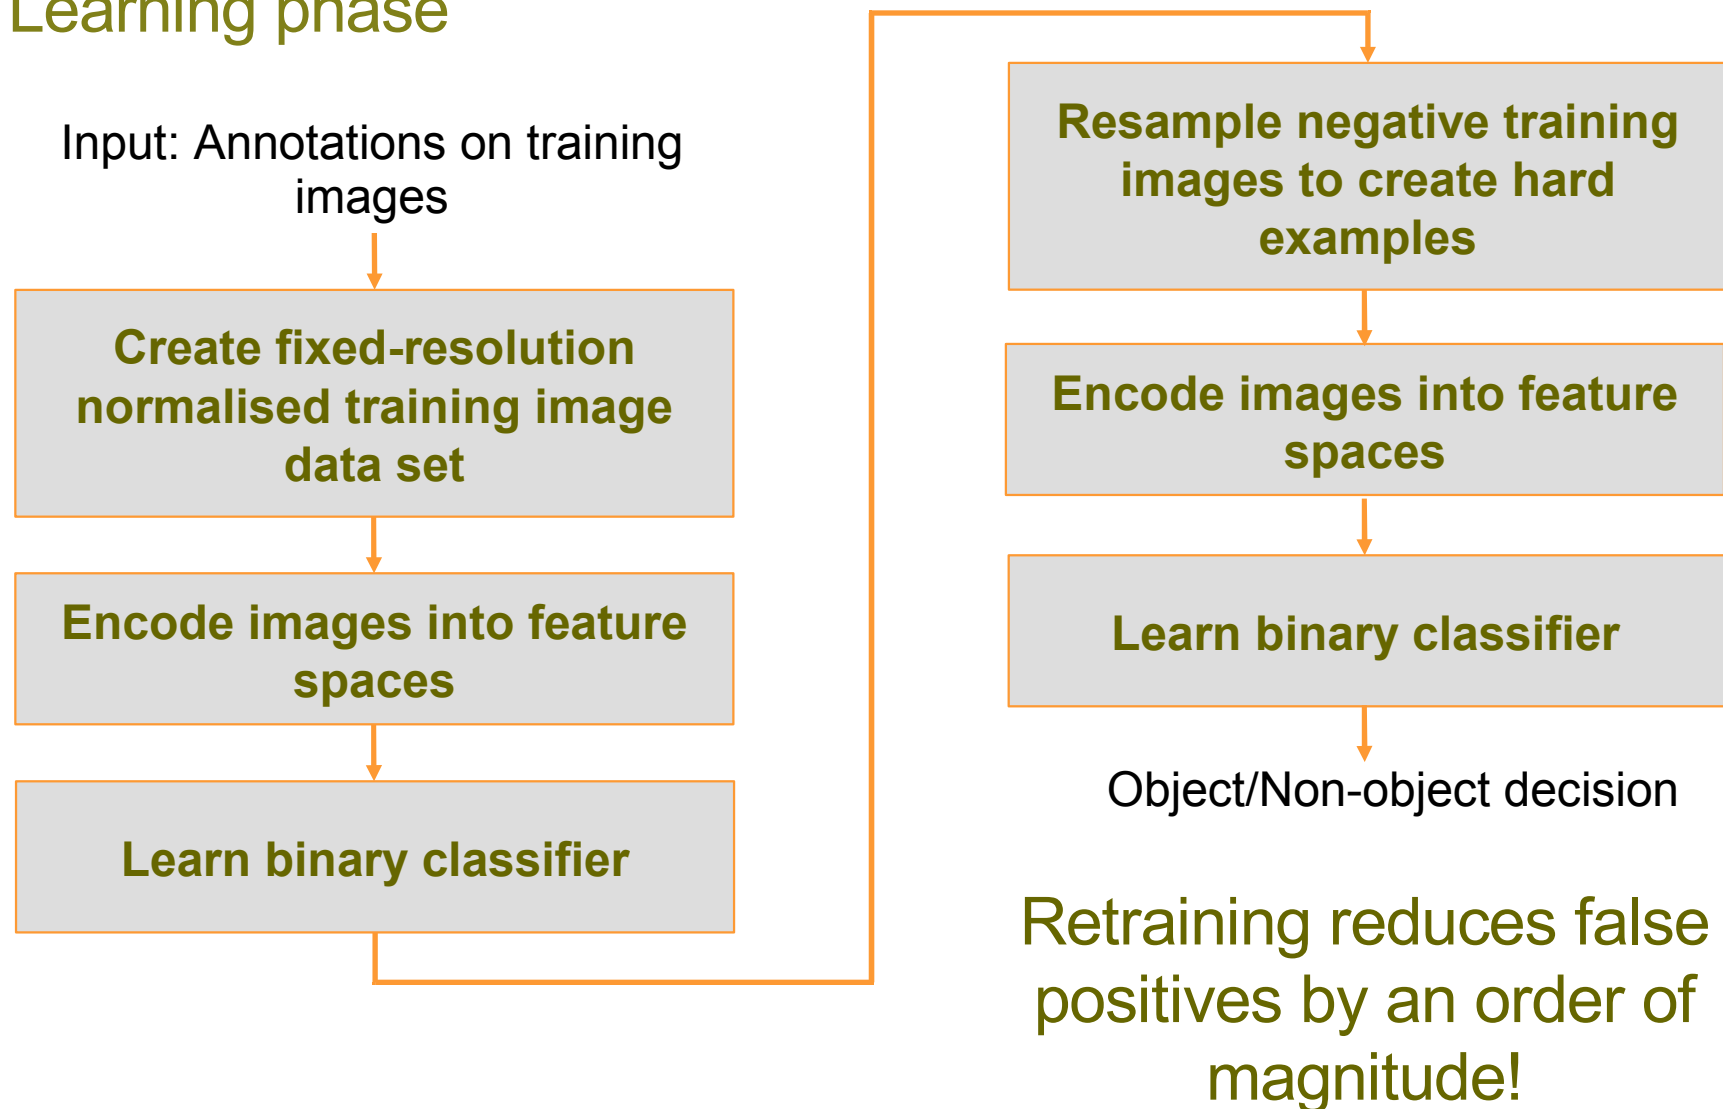 Learning phase
Input: Annotations on training
images
Create fixed-resolution
normalised training image
data set
Encode images into feature
spaces
Learn binary classifier
Resample negative training
images to create hard
examples
Encode images into feature
spaces
Learn binary classifier
Object/Non-object decision
Retraining reduces false
positives by an order of
magnitude!